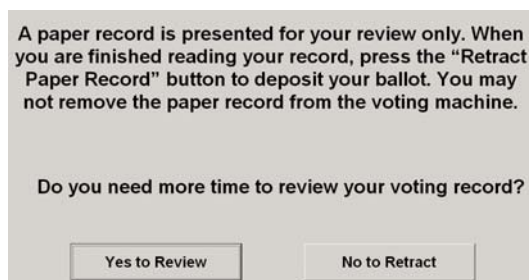 A paper record is presented for your review only. When
you are finished reading your record, press the “Retract
Paper Record” button to deposit your ballot. You may
not remove the paper record from the voting machine.
Do you need more time to review your voting record?
Yes to Review
No to Retract